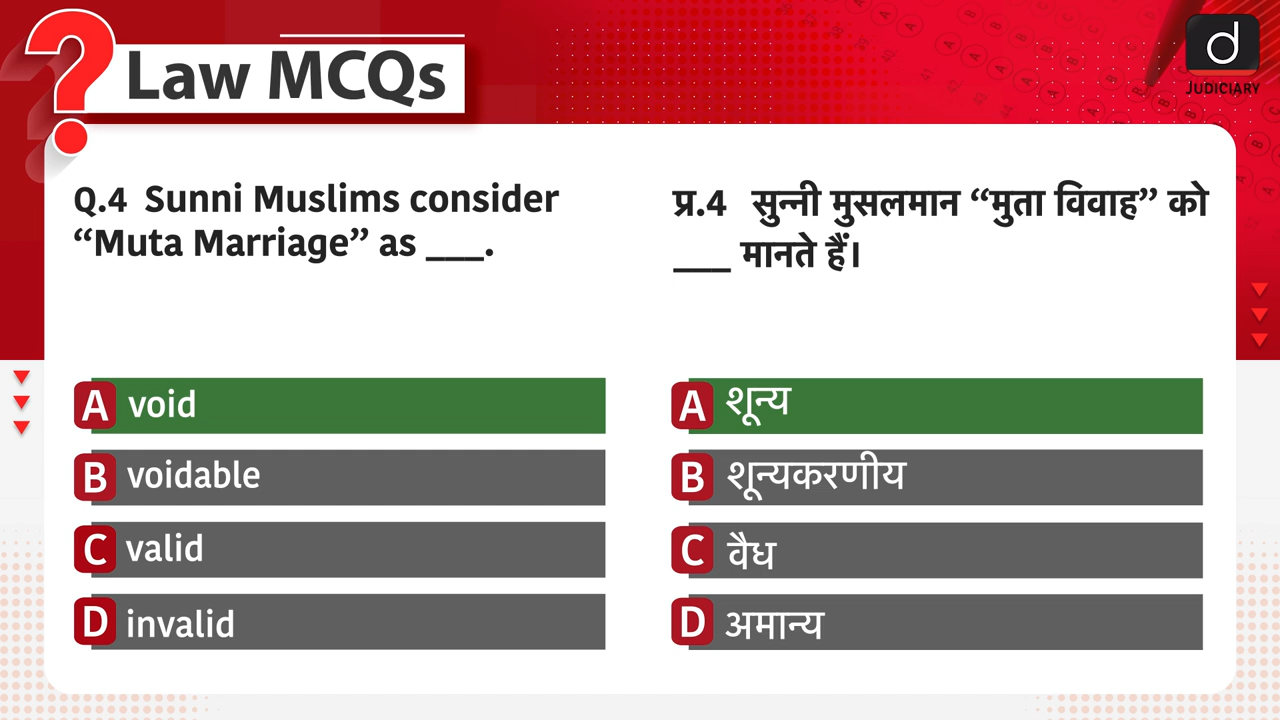 ?
Law MCQs
d
JUDICIARY
Q.4 Sunni Muslims consider
“Muta Marriage” as ___.
A void
B voidable
C valid
D invalid
प्र.4 सुन्नी मुसलमान “मुता विवाह” को
___ मानते हैं।
A शून्य
B शून्यकरणीय
C वैध
D अमान्य